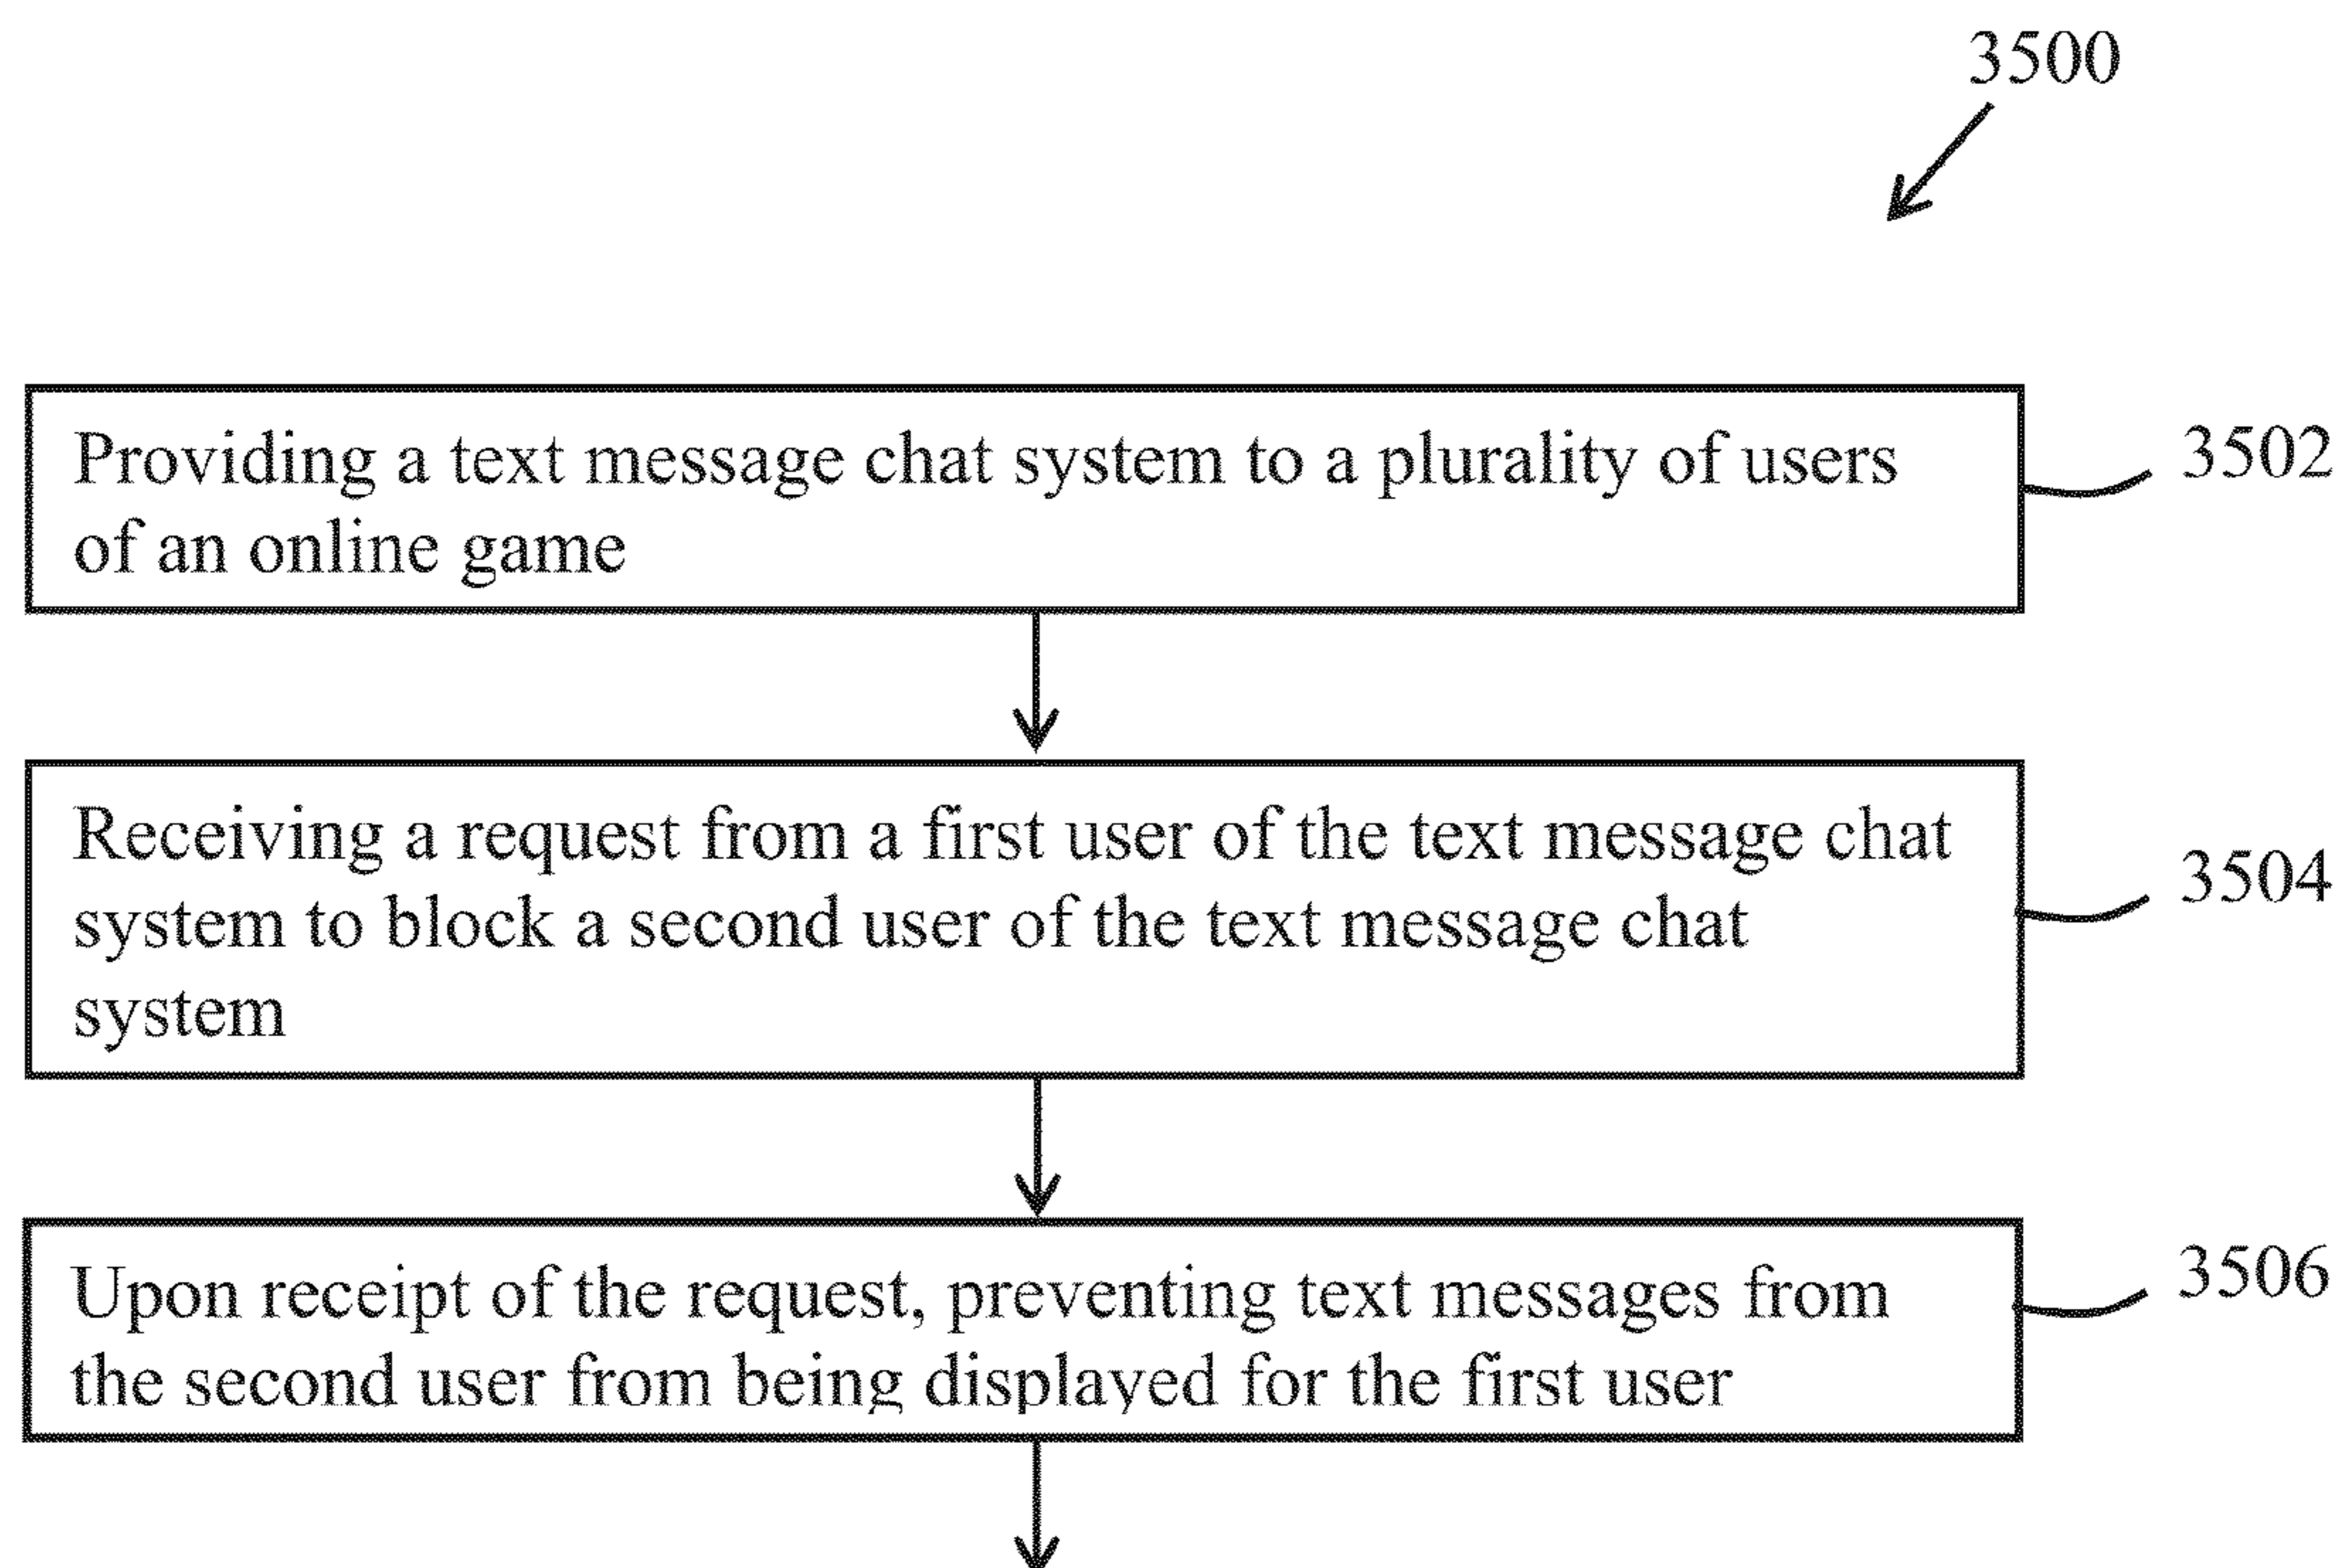 3500
Providing a text message chat system to a plurality of users
of an online game
3502
Receiving a request from a first user of the text message chat
system to block a second user of the text message chat
system
3504
Upon receipt of the request, preventing text messages from
the second user from being displayed for the first user
3506